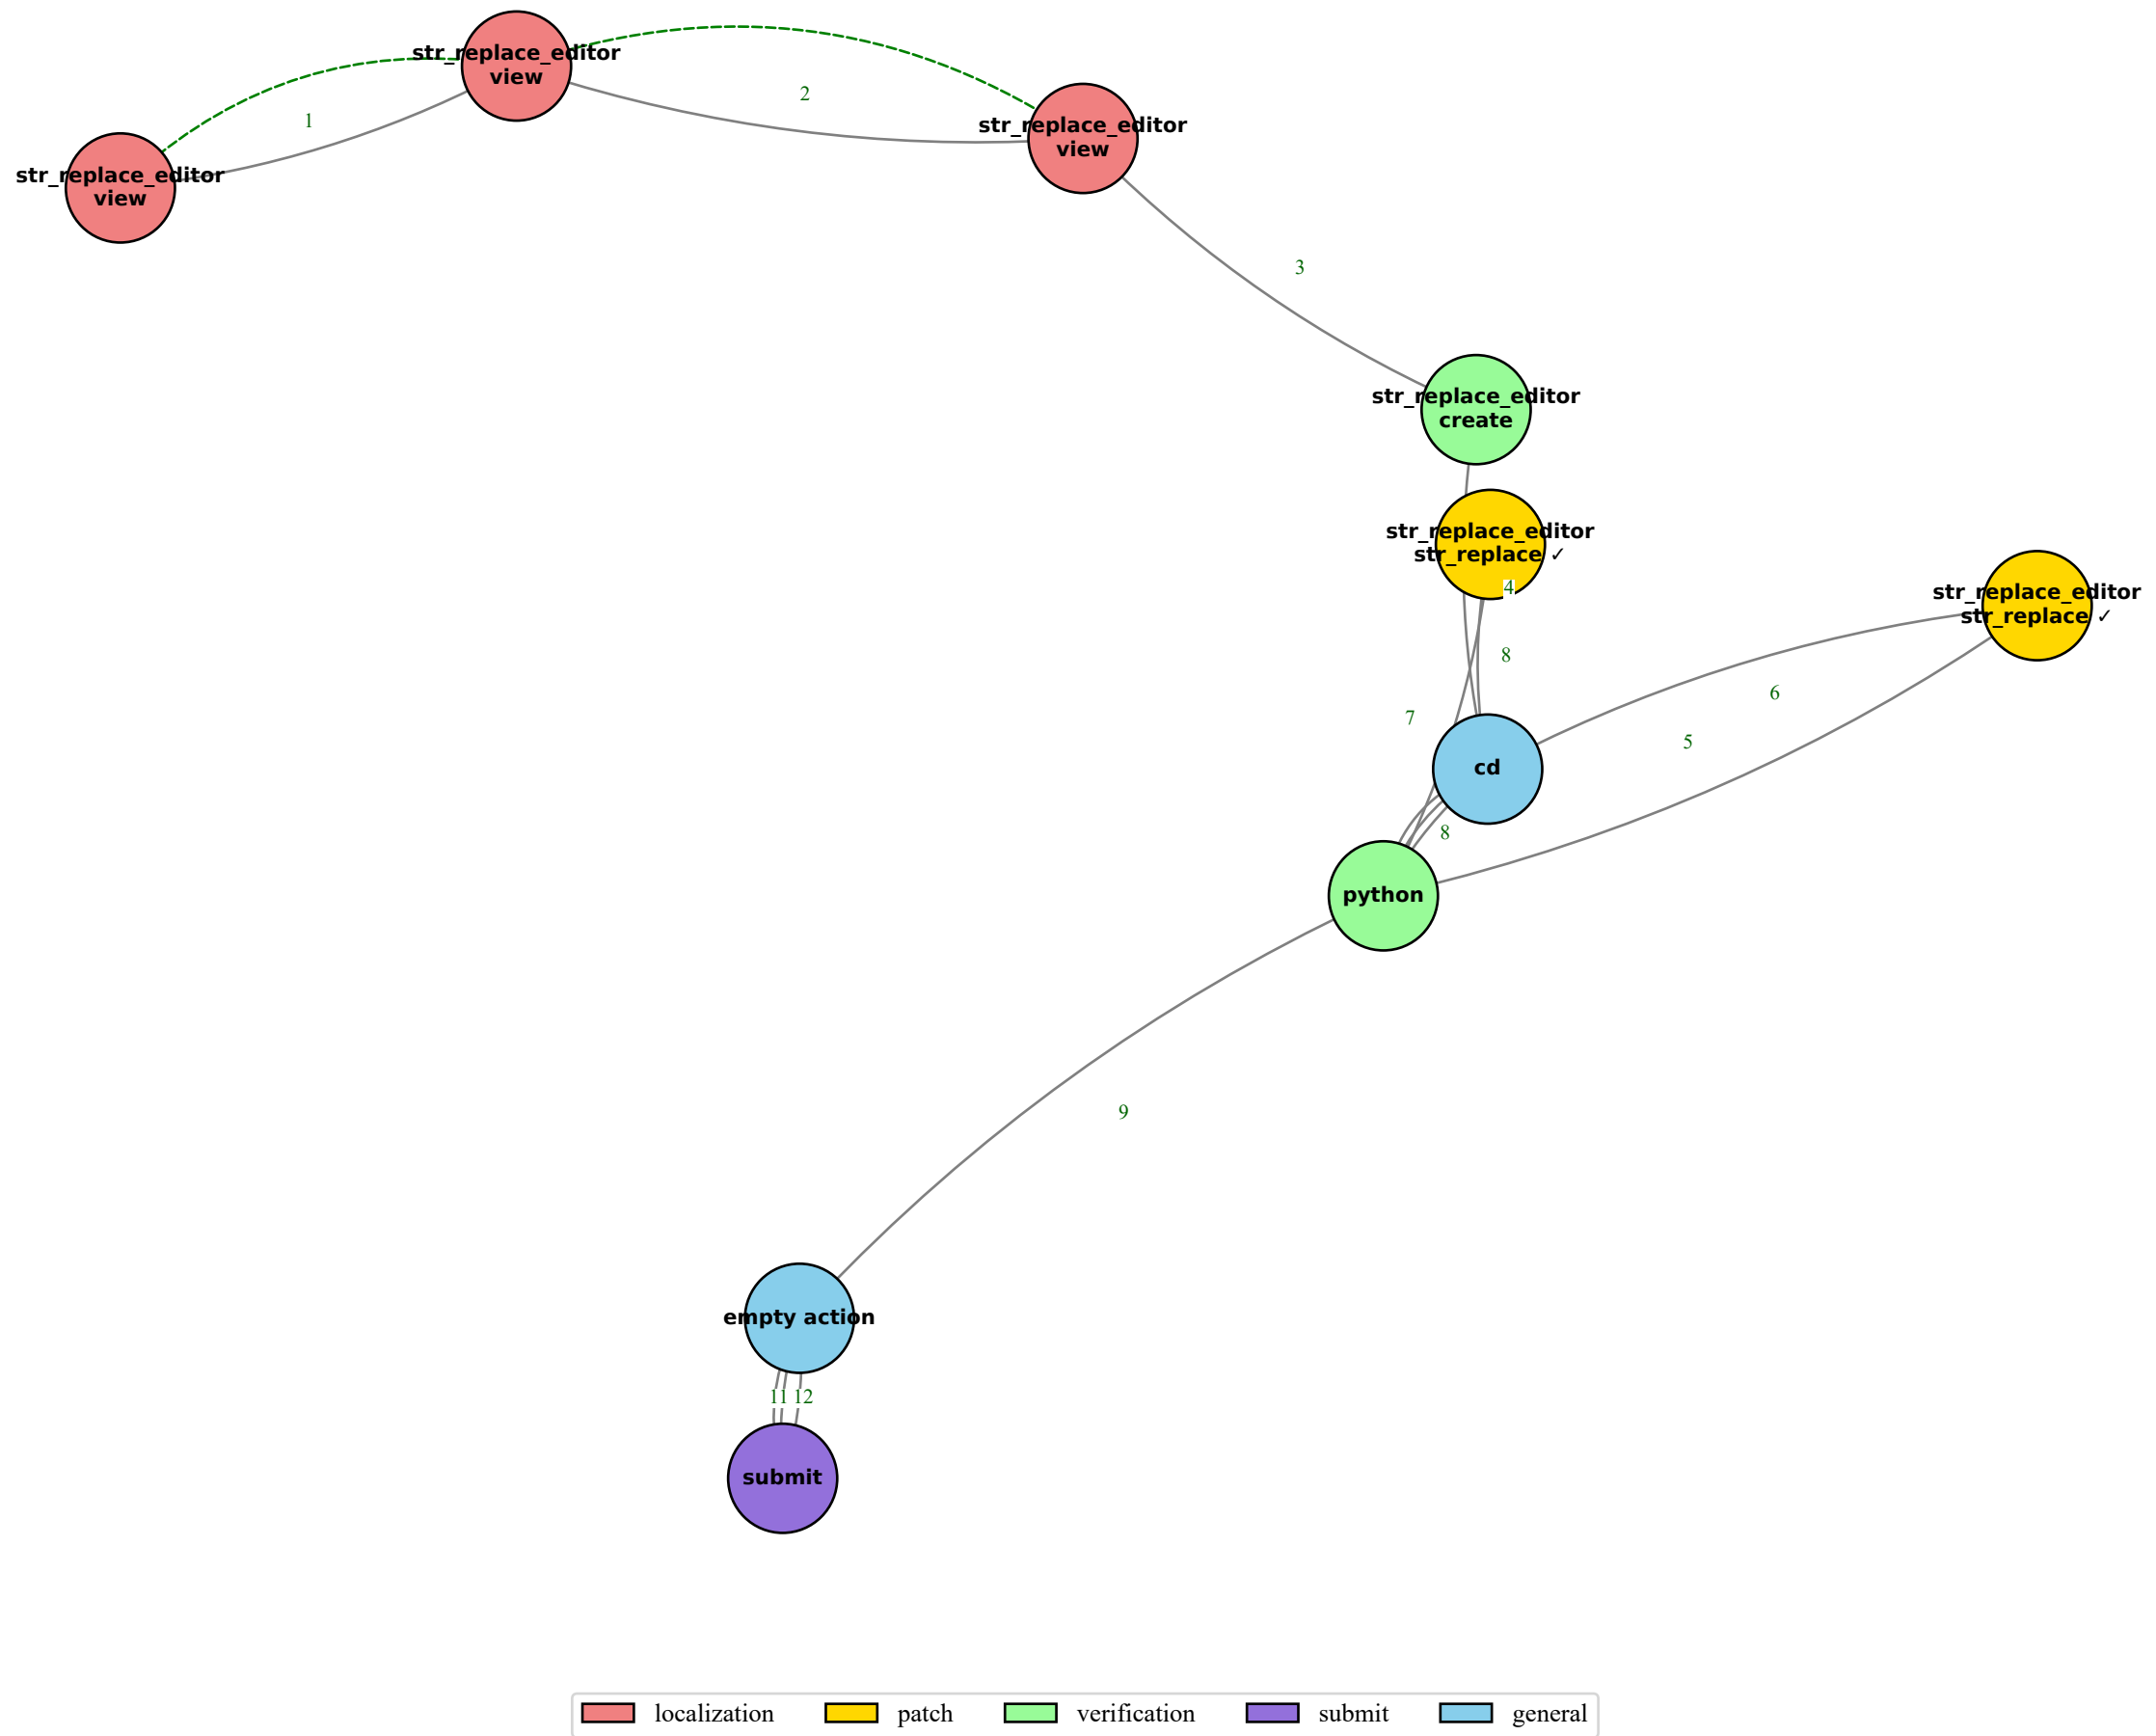 str_replace_editor
view
1
2
str_replace_editor
view
str_replace_editor
view
3
str_replace_editor
create
str_replace_editor
str_replace ✓
4
str_replace_editor
str_replace ✓
8
6
7
5
cd
8
python
9
empty action
11 12
submit
localization patch verification submit general